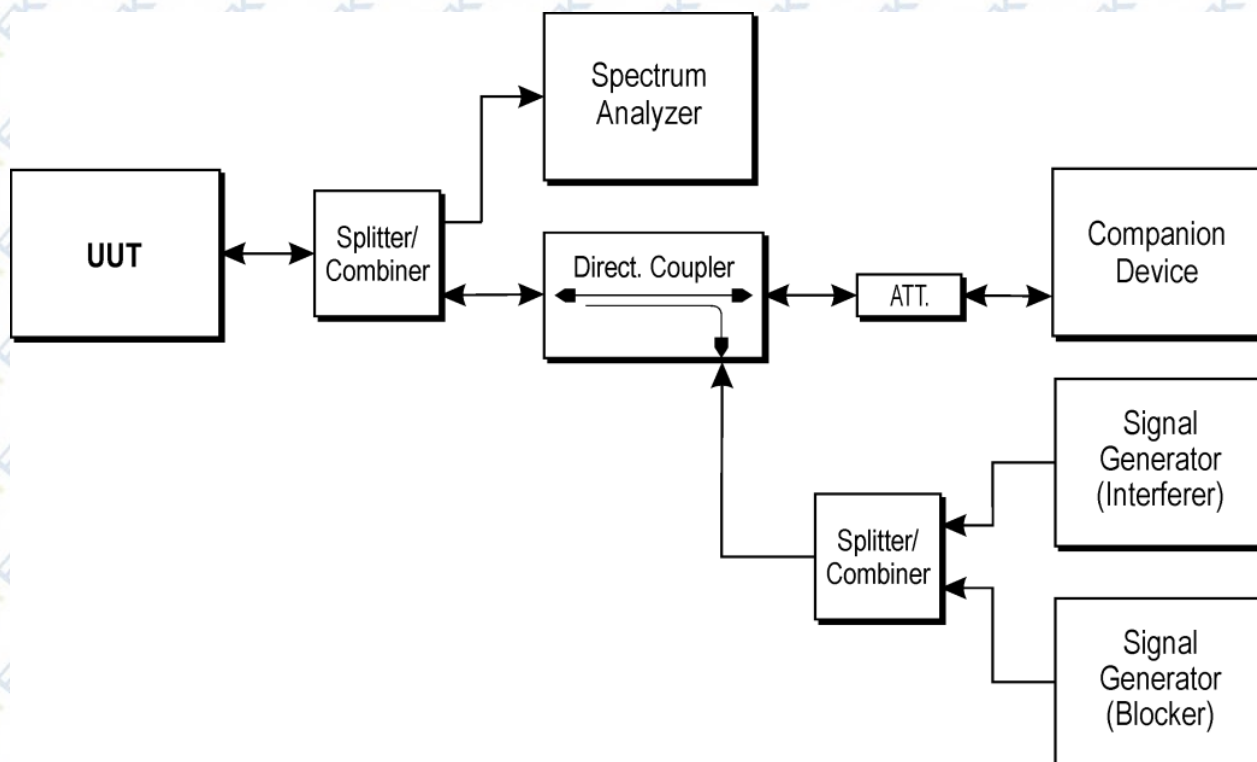 Spectrum
Analyzer
UUT
Splitter/
Combiner
Direct. Coupler
ATT.
Companion
Device
Signal
Generator
(Interferer)
Splitter/
Combiner
Signal
Generator
(Blocker)